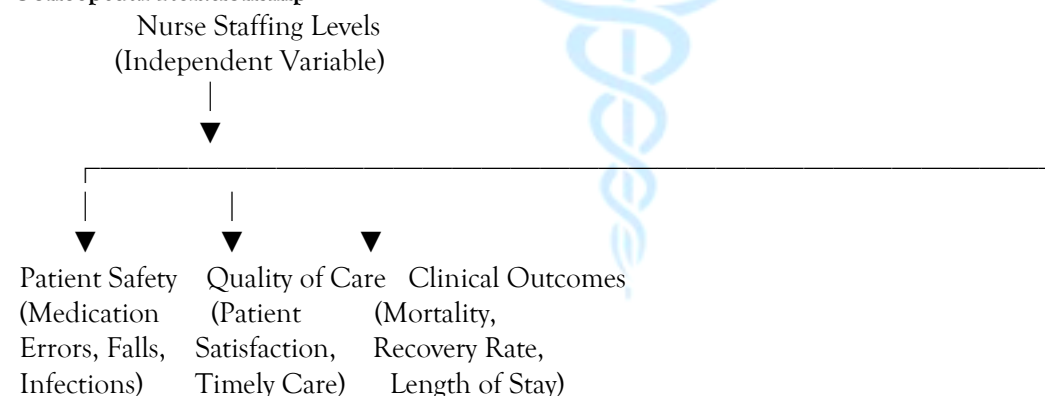 Nurse Staffing Levels
(Independent Variable)
Patient Safety Quality of Care Clinical Outcomes
(Medication (Patient (Mortality,
Errors, Falls, Satisfaction, Recovery Rate,
Infections) Timely Care) Length of Stay)